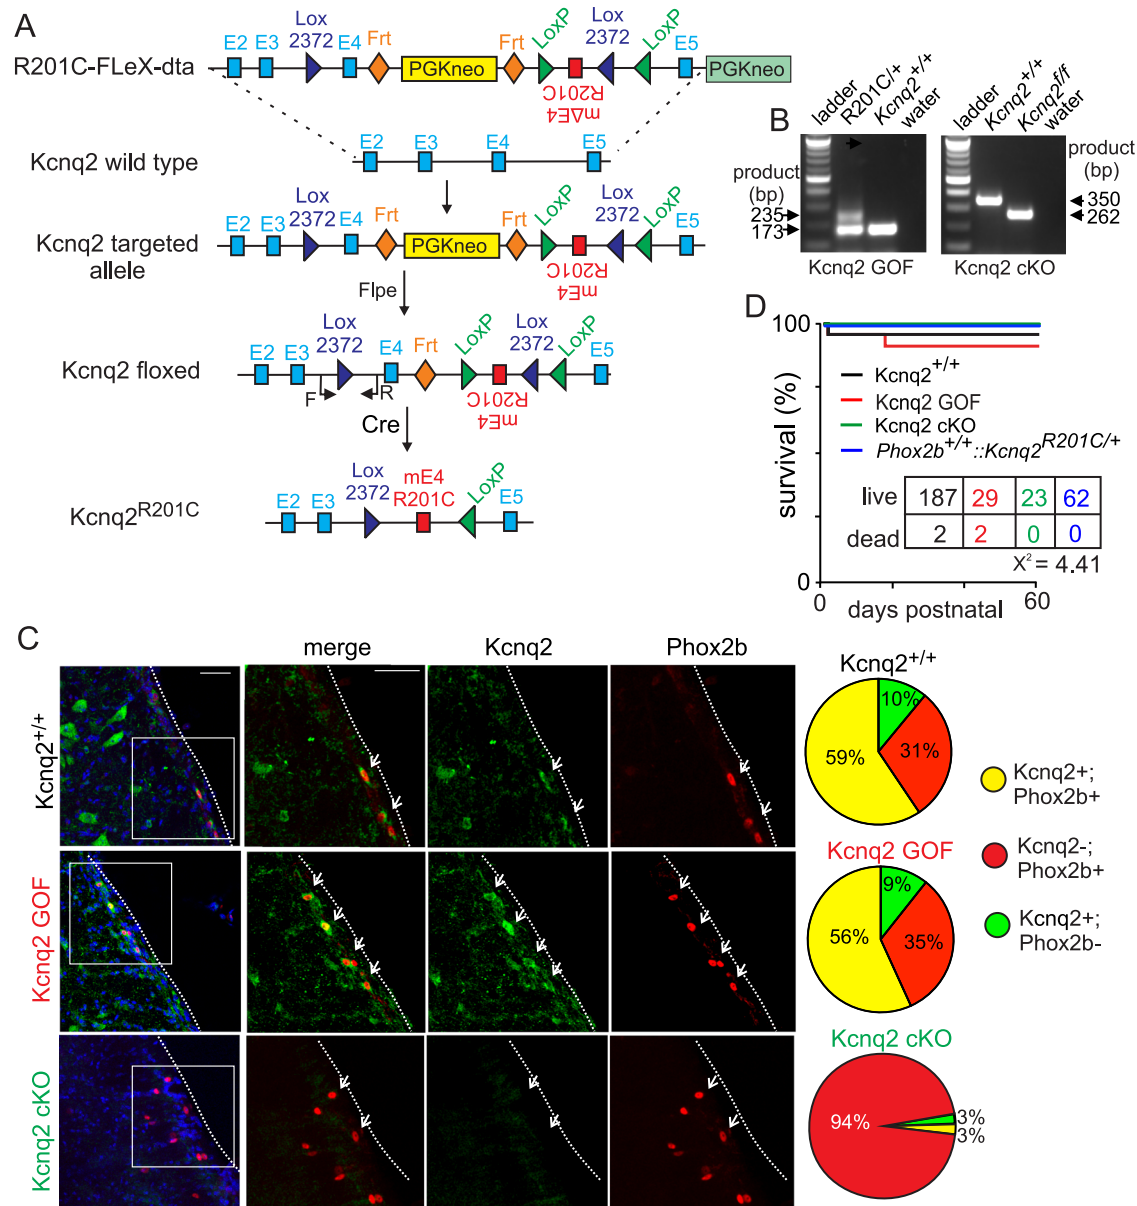 A
E2 E3 Lox 2372 E4 Frt Frt LoxP LoxP E5
R201C-FLeX-dta PGKneo PGKneo
mΔE4 R201C
Kcnq2 wild type E2 E3 E4 E5
E2 E3 Lox 2372 E4 Frt Frt LoxP Lox 2372 LoxP E5
Kcnq2 targeted allele PGKneo
mE4 R201C
Flpe
E2 E3 Lox 2372 E4 Frt LoxP Lox 2372 LoxP E5
Kcnq2 floxed
F R
mE4 R201C
Cre
E2 E3 Lox 2372 mE4 R201C LoxP E5
Kcnq2R201C
B
ladder R201C/+ Kcnq2+/+ water
ladder Kcnq2+/+ Kcnq2f/f water
product (bp)
235
173
product (bp)
350
262
Kcnq2 GOF
Kcnq2 cKO
D
100
survival (%)
0
Kcnq2+/+
Kcnq2 GOF
Kcnq2 cKO
Phox2b+/+::Kcnq2R201C/+
live 187 29 23 62
dead 2 2 0 0
X2= 4.41
0 60
days postnatal
C
merge Kcnq2 Phox2b
Kcnq2+/+
Kcnq2 GOF
Kcnq2 cKO
Kcnq2+/+
10%
59%
31%
Kcnq2 GOF
9%
56%
35%
Kcnq2 cKO
94%
3%
3%
Kcnq2+;
Phox2b+
Kcnq2-;
Phox2b+
Kcnq2+;
Phox2b-